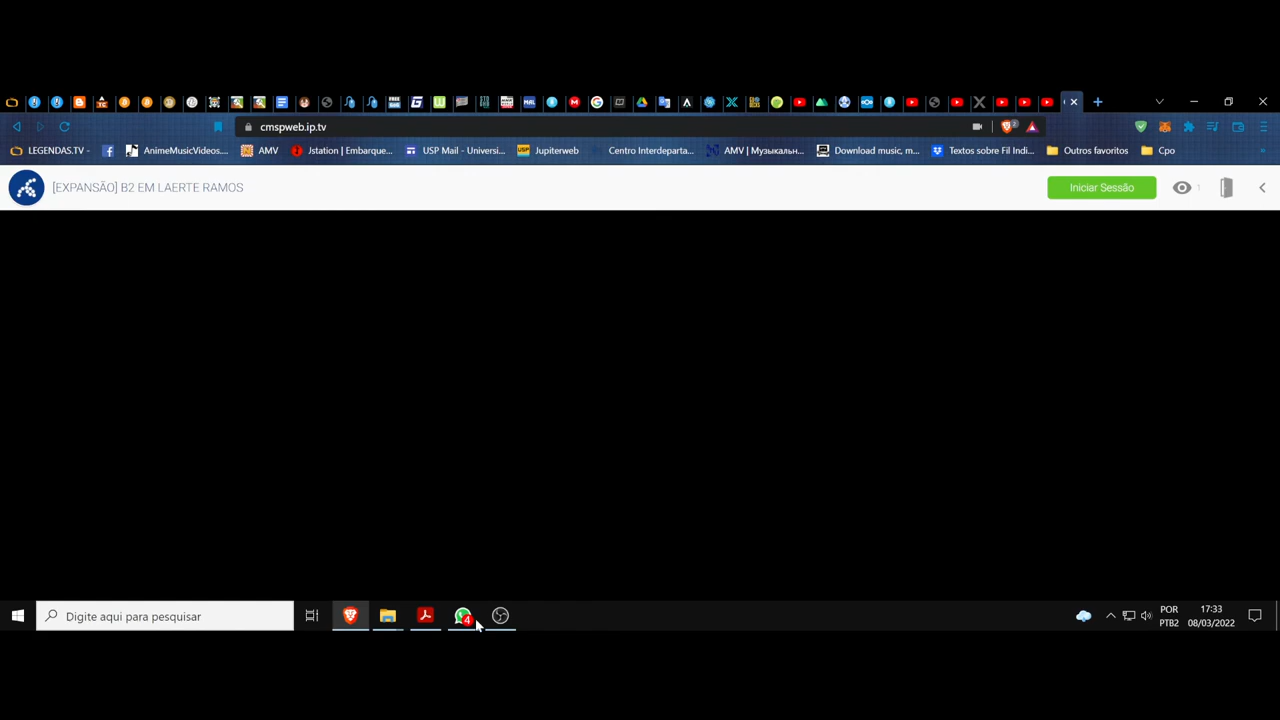 cmspweb.ip.tv
LEGENDAS.TV - AnimeMusicVideos... AMV Jstation | Embarque... USP Mail - Universi... Jupiterweb Centro Interdeparta... AMV | Музыкальн... Download music, m... Textos sobre Fil Indi... Outros favoritos Cpo
[EXPANSÃO] B2 EM LAERTE RAMOS
Iniciar Sessão 1
Digite aqui para pesquisar
4
POR 17:33
PTB2 08/03/2022